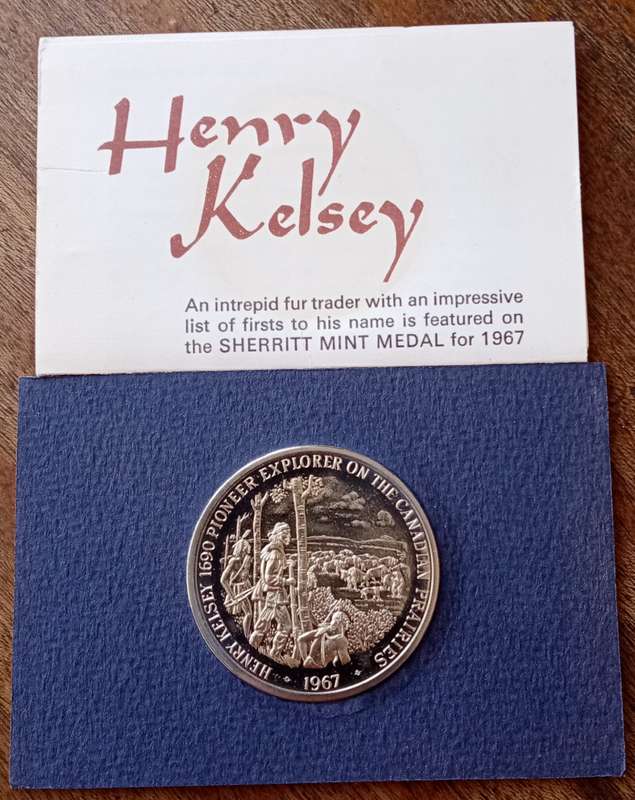 Henry
Kelsey
An intrepid fur trader with an impressive
list of firsts to his name is featured on
the SHERRITT MINT MEDAL for 1967
HENRY KELSEY 1690 PIONEER EXPLORER ON THE CANADIAN PRAIRIES
1967